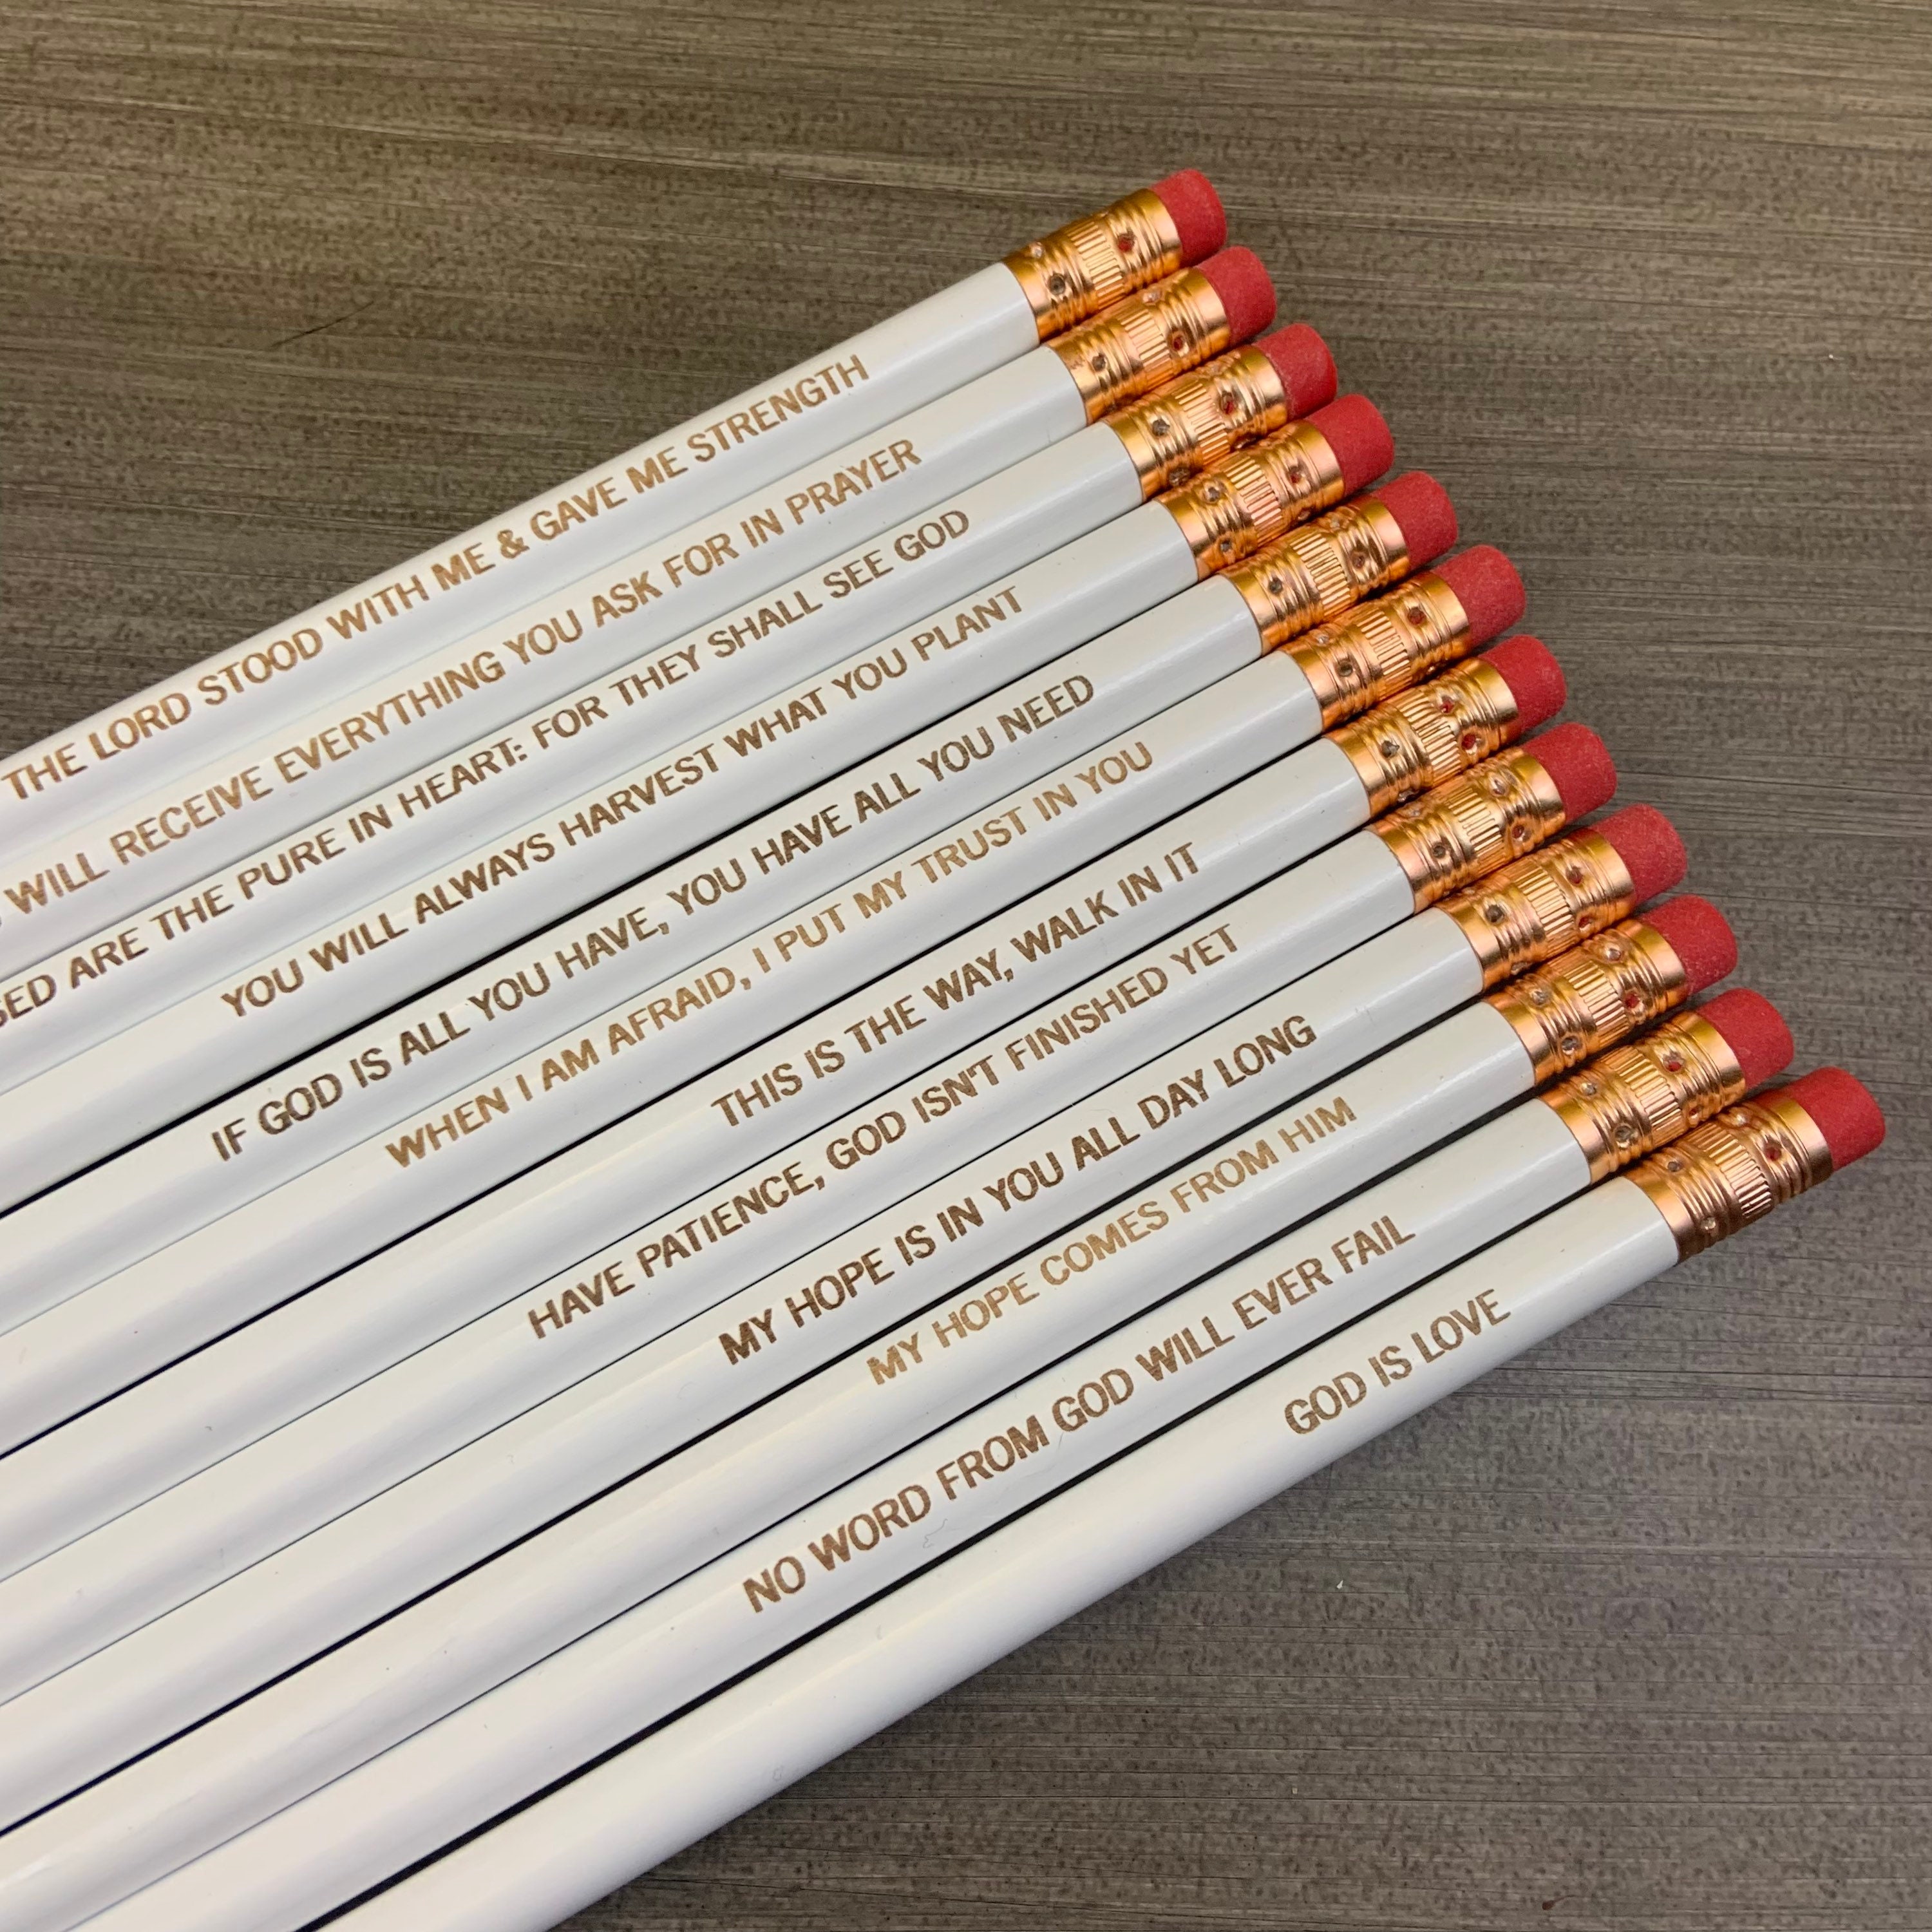 THE LORD STOOD WITH ME & GAVE ME STRENGTH
WILL RECEIVE EVERYTHING YOU ASK FOR IN PRAYER
ARE THE PURE IN HEART: FOR THEY SHALL SEE GOD
YOU WILL ALWAYS HARVEST WHAT YOU PLANT
IF GOD IS ALL YOU HAVE, YOU HAVE ALL YOU NEED
WHEN I AM AFRAID, I PUT MY TRUST IN YOU
THIS IS THE WAY, WALK IN IT
HAVE PATIENCE, GOD ISN'T FINISHED YET
MY HOPE IS IN YOU ALL DAY LONG
MY HOPE COMES FROM HIM
NO WORD FROM GOD WILL EVER FAIL
GOD IS LOVE